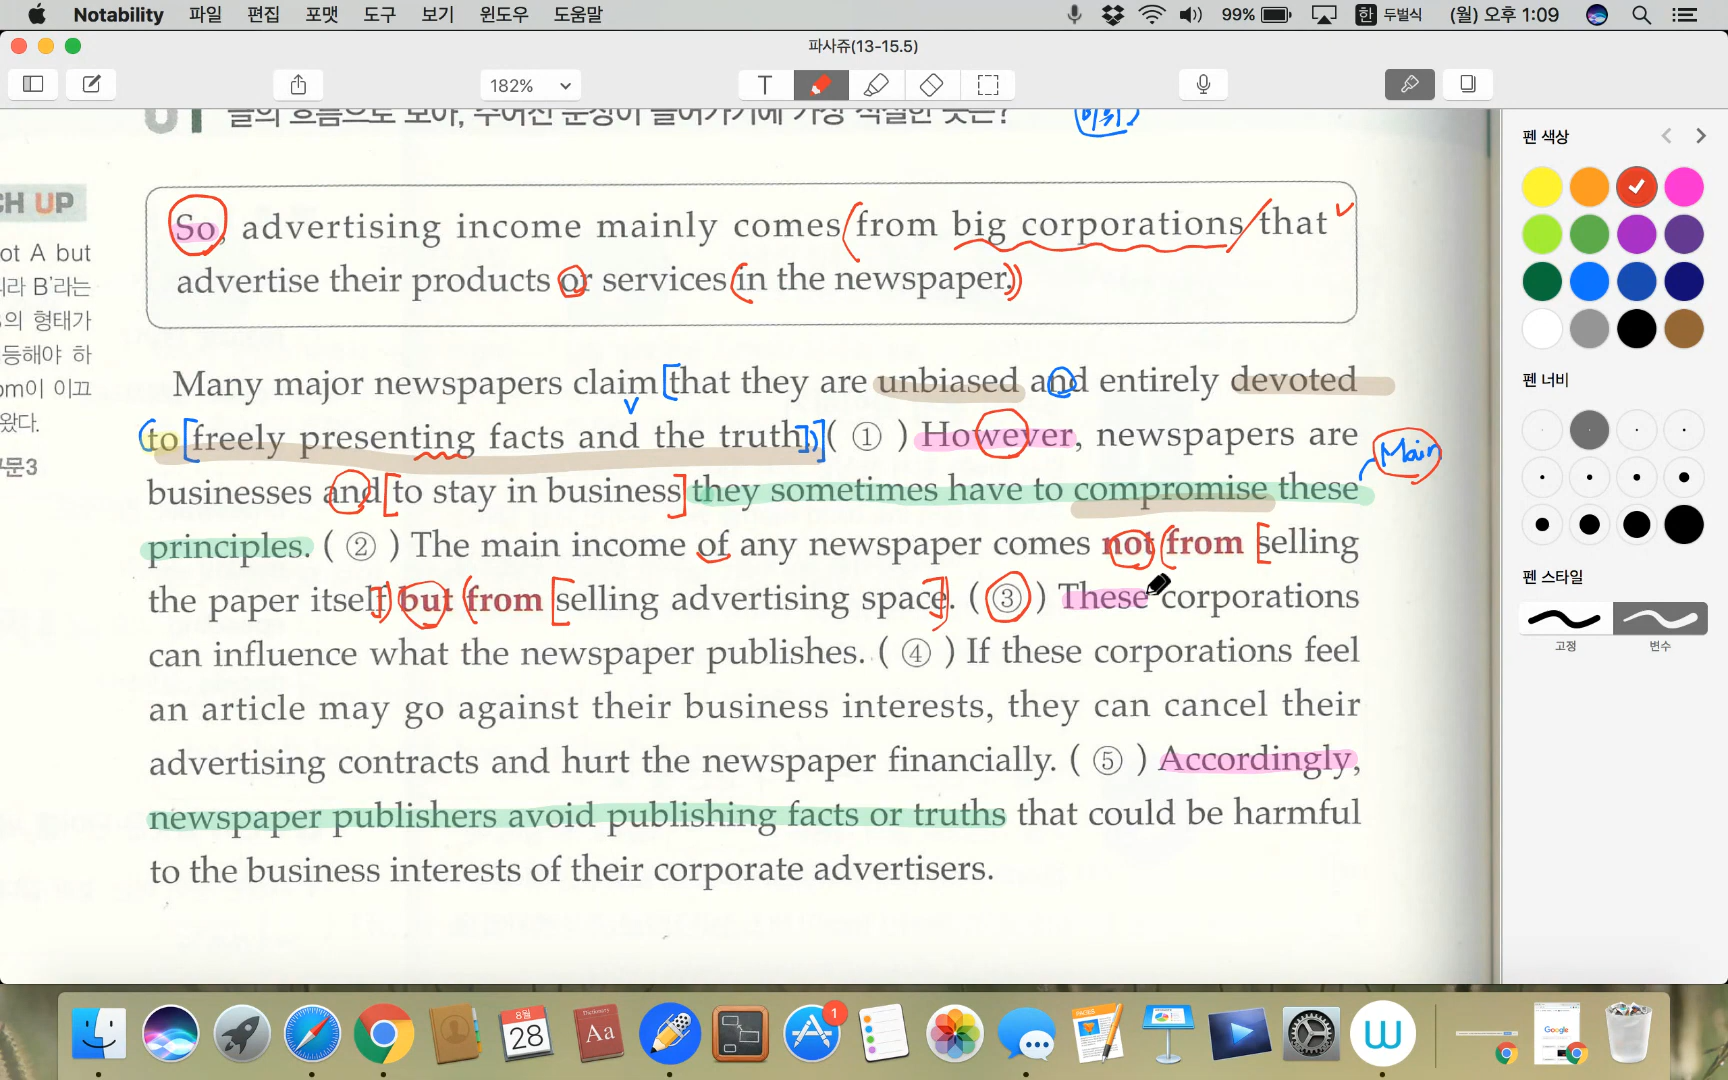 Notability 파일 편집 포맷 도구 보기 윈도우 도움말 99% 한 두벌식 (월) 오후 1:09
파사쥬(13-15.5)
182% T
01 글의 흐름으로 보아, 주어진 문장이 들어가기에 가장 적절한 곳은?
So, advertising income mainly comes from big corporations that
advertise their products or services in the newspaper.
Many major newspapers claim that they are unbiased and entirely devoted
to freely presenting facts and the truth. ( ① ) However, newspapers are
Main
businesses and to stay in business they sometimes have to compromise these
principles. ( ② ) The main income of any newspaper comes not from selling
the paper itself but from selling advertising space. ( ③ ) These corporations
can influence what the newspaper publishes. ( ④ ) If these corporations feel
an article may go against their business interests, they can cancel their
advertising contracts and hurt the newspaper financially. ( ⑤ ) Accordingly,
newspaper publishers avoid publishing facts or truths that could be harmful
to the business interests of their corporate advertisers.
CH UP
ot A but
니라 B'라는
의 형태가
등해야 하
om이 이끄
왔다.
구문3
펜 색상
펜 너비
펜 스타일
고정 변수
8월
28
Dictionary
Aa
1
PAGES
W
Google